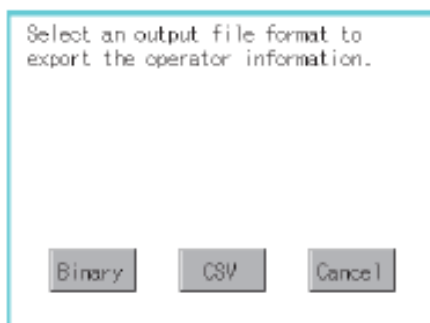 Select an output file format to
export the operator information.
Binary CSV Cancel